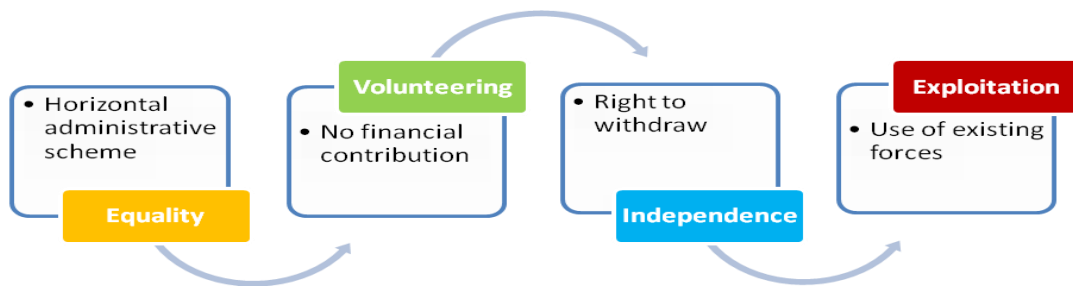 • Horizontal
administrative
scheme
Equality
Volunteering
• No financial
contribution
• Right to
withdraw
Independence
Exploitation
• Use of existing
forces